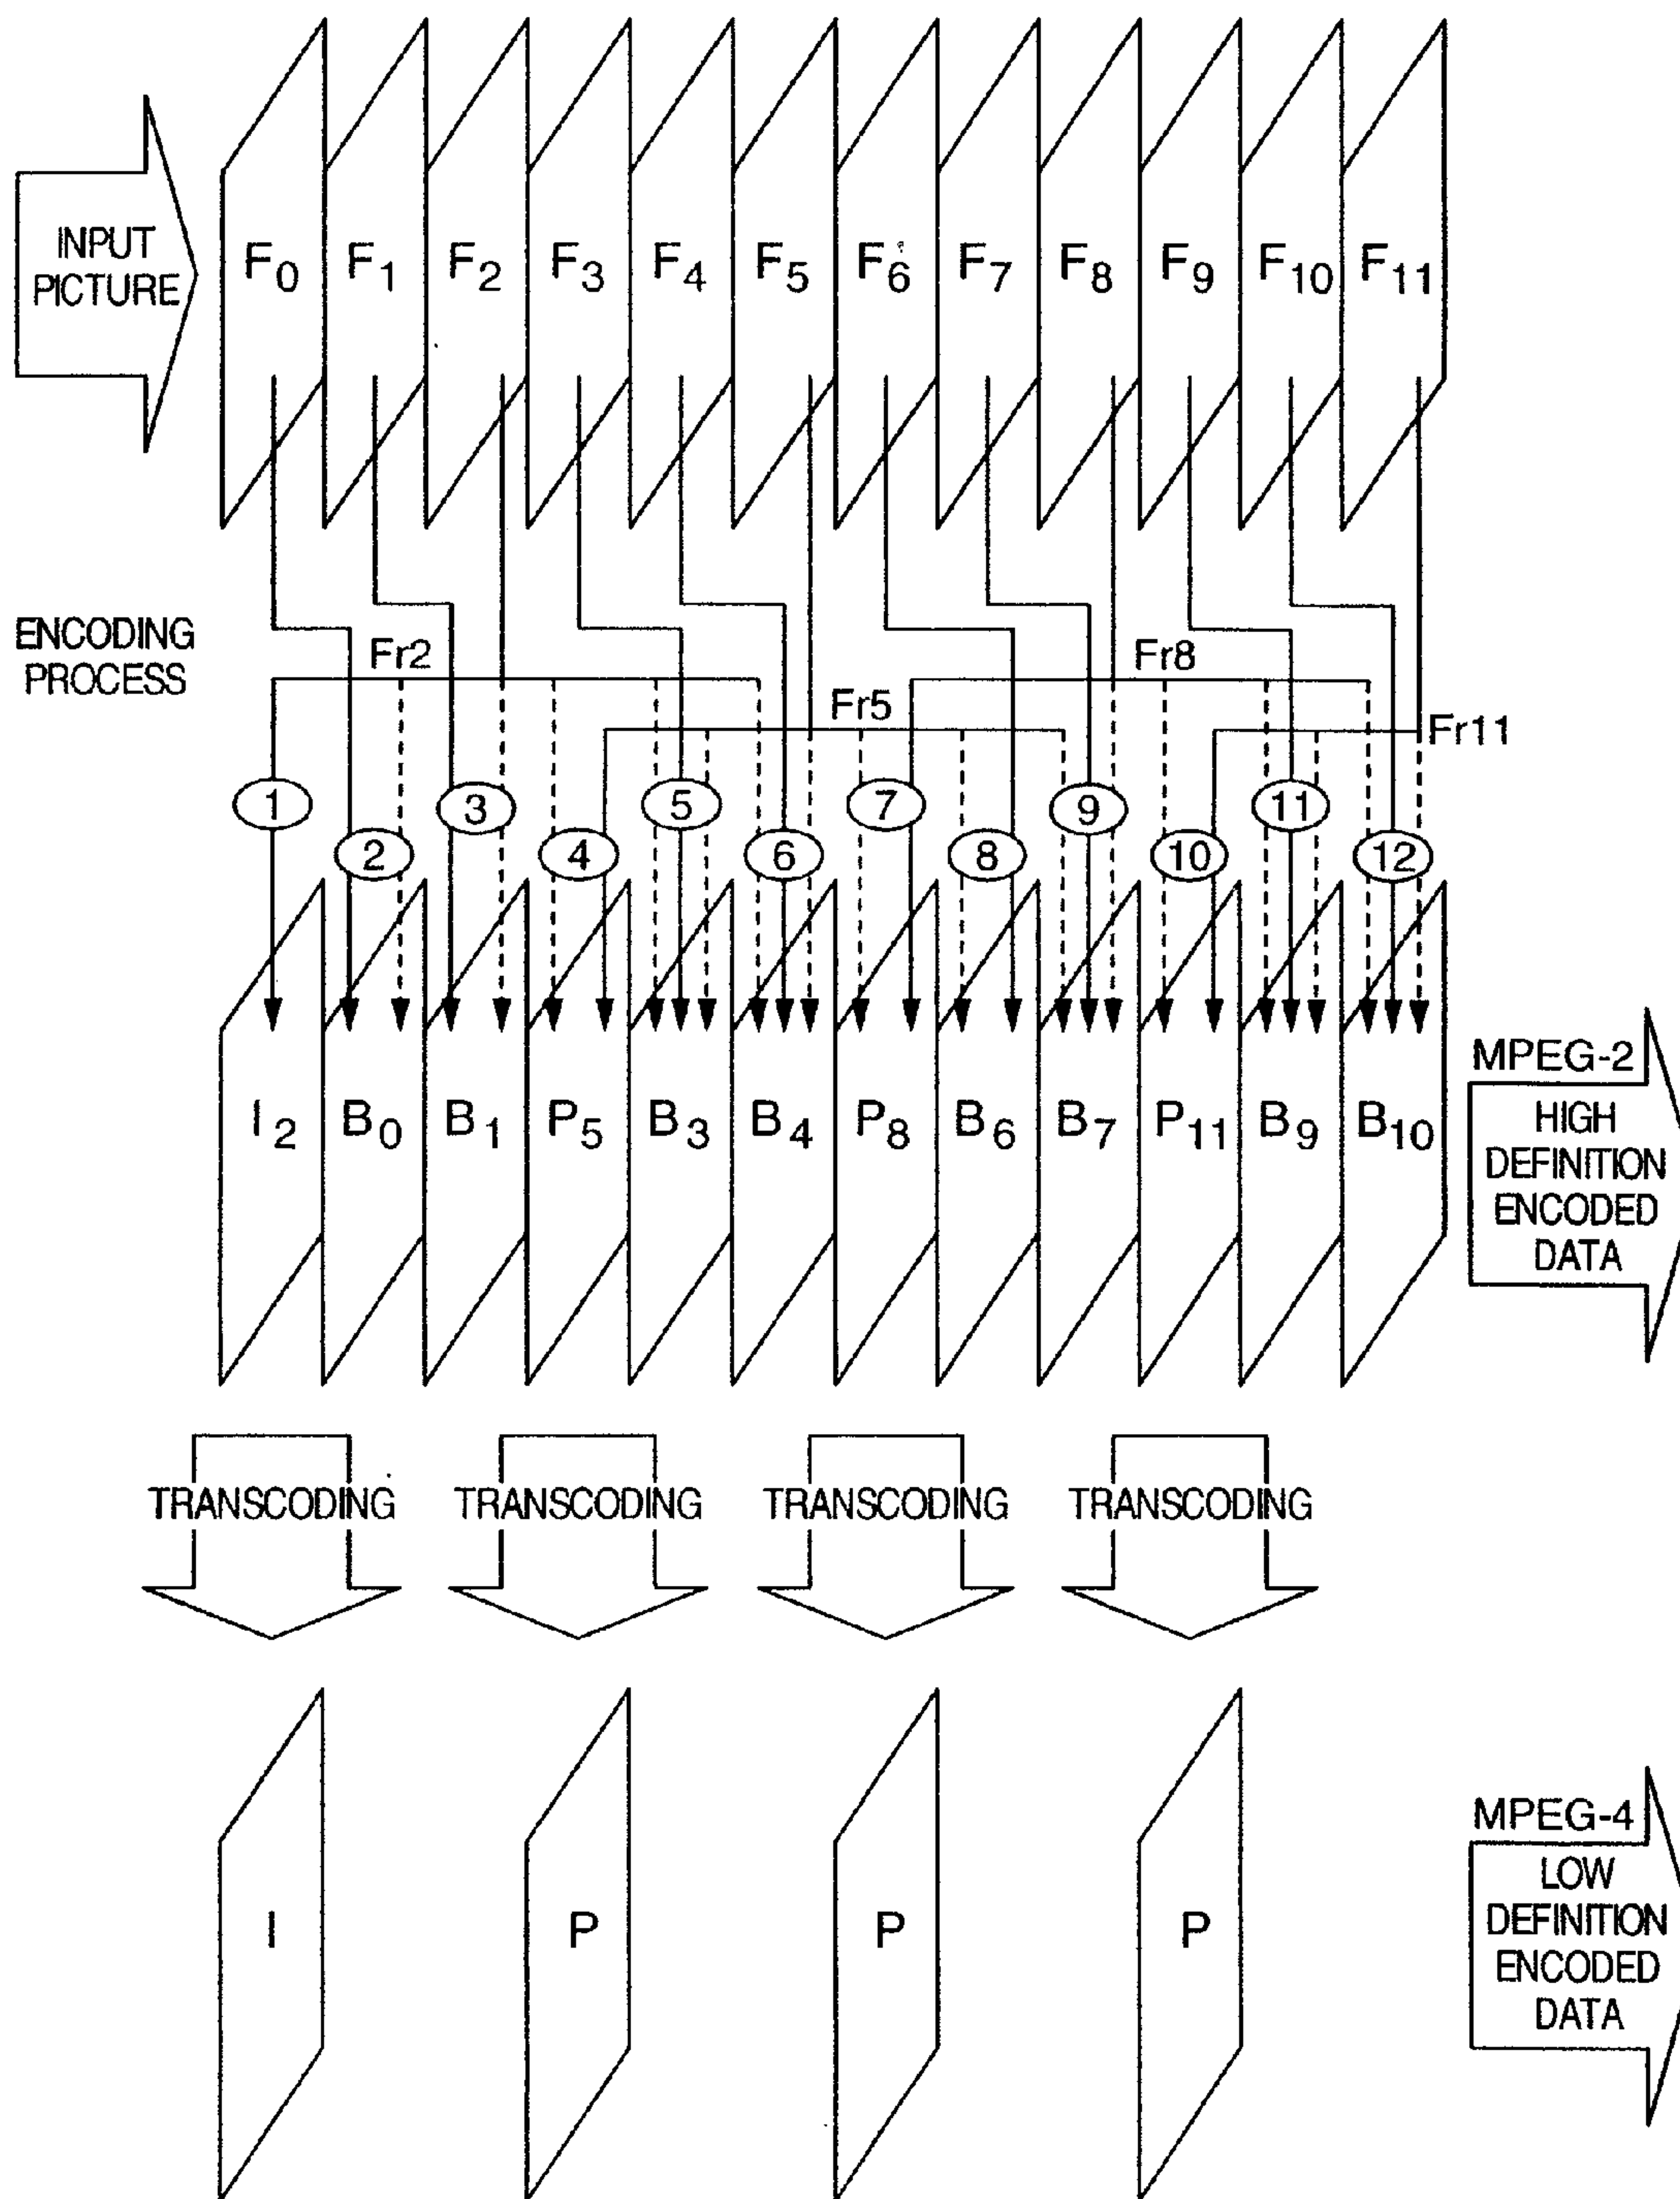 INPUT
PICTURE
F0 F1 F2 F3 F4 F5 F6 F7 F8 F9 F10 F11
ENCODING
PROCESS
Fr2 Fr8
Fr5
Fr11
1 3 5 7 9 11
2 4 6 8 10 12
I2 B0 B1 P5 B3 B4 P8 B6 B7 P11 B9 B10
MPEG-2
HIGH
DEFINITION
ENCODED
DATA
TRANSCODING TRANSCODING TRANSCODING TRANSCODING
I P P P
MPEG-4
LOW
DEFINITION
ENCODED
DATA